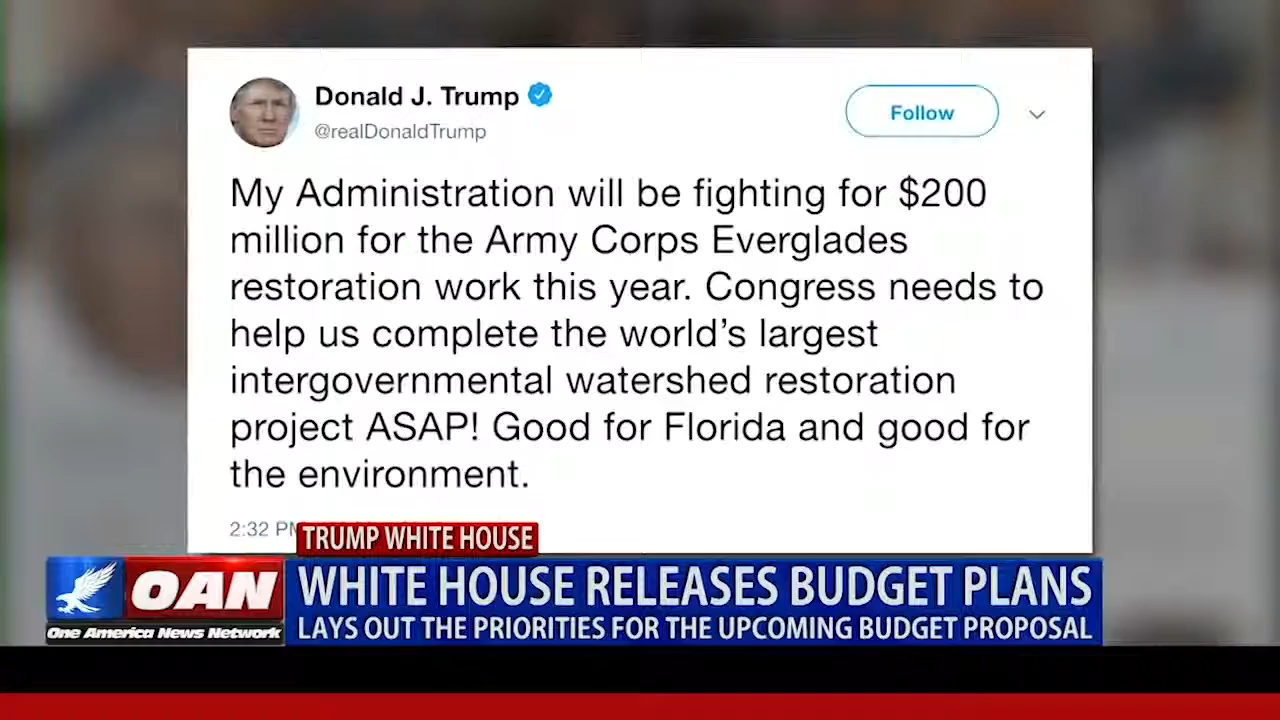 Donald J. Trump
@realDonaldTrump
Follow
My Administration will be fighting for $200
million for the Army Corps Everglades
restoration work this year. Congress needs to
help us complete the world's largest
intergovernmental watershed restoration
project ASAP! Good for Florida and good for
the environment.
2:32 PM
TRUMP WHITE HOUSE
OAN
One America News Network
WHITE HOUSE RELEASES BUDGET PLANS
LAYS OUT THE PRIORITIES FOR THE UPCOMING BUDGET PROPOSAL